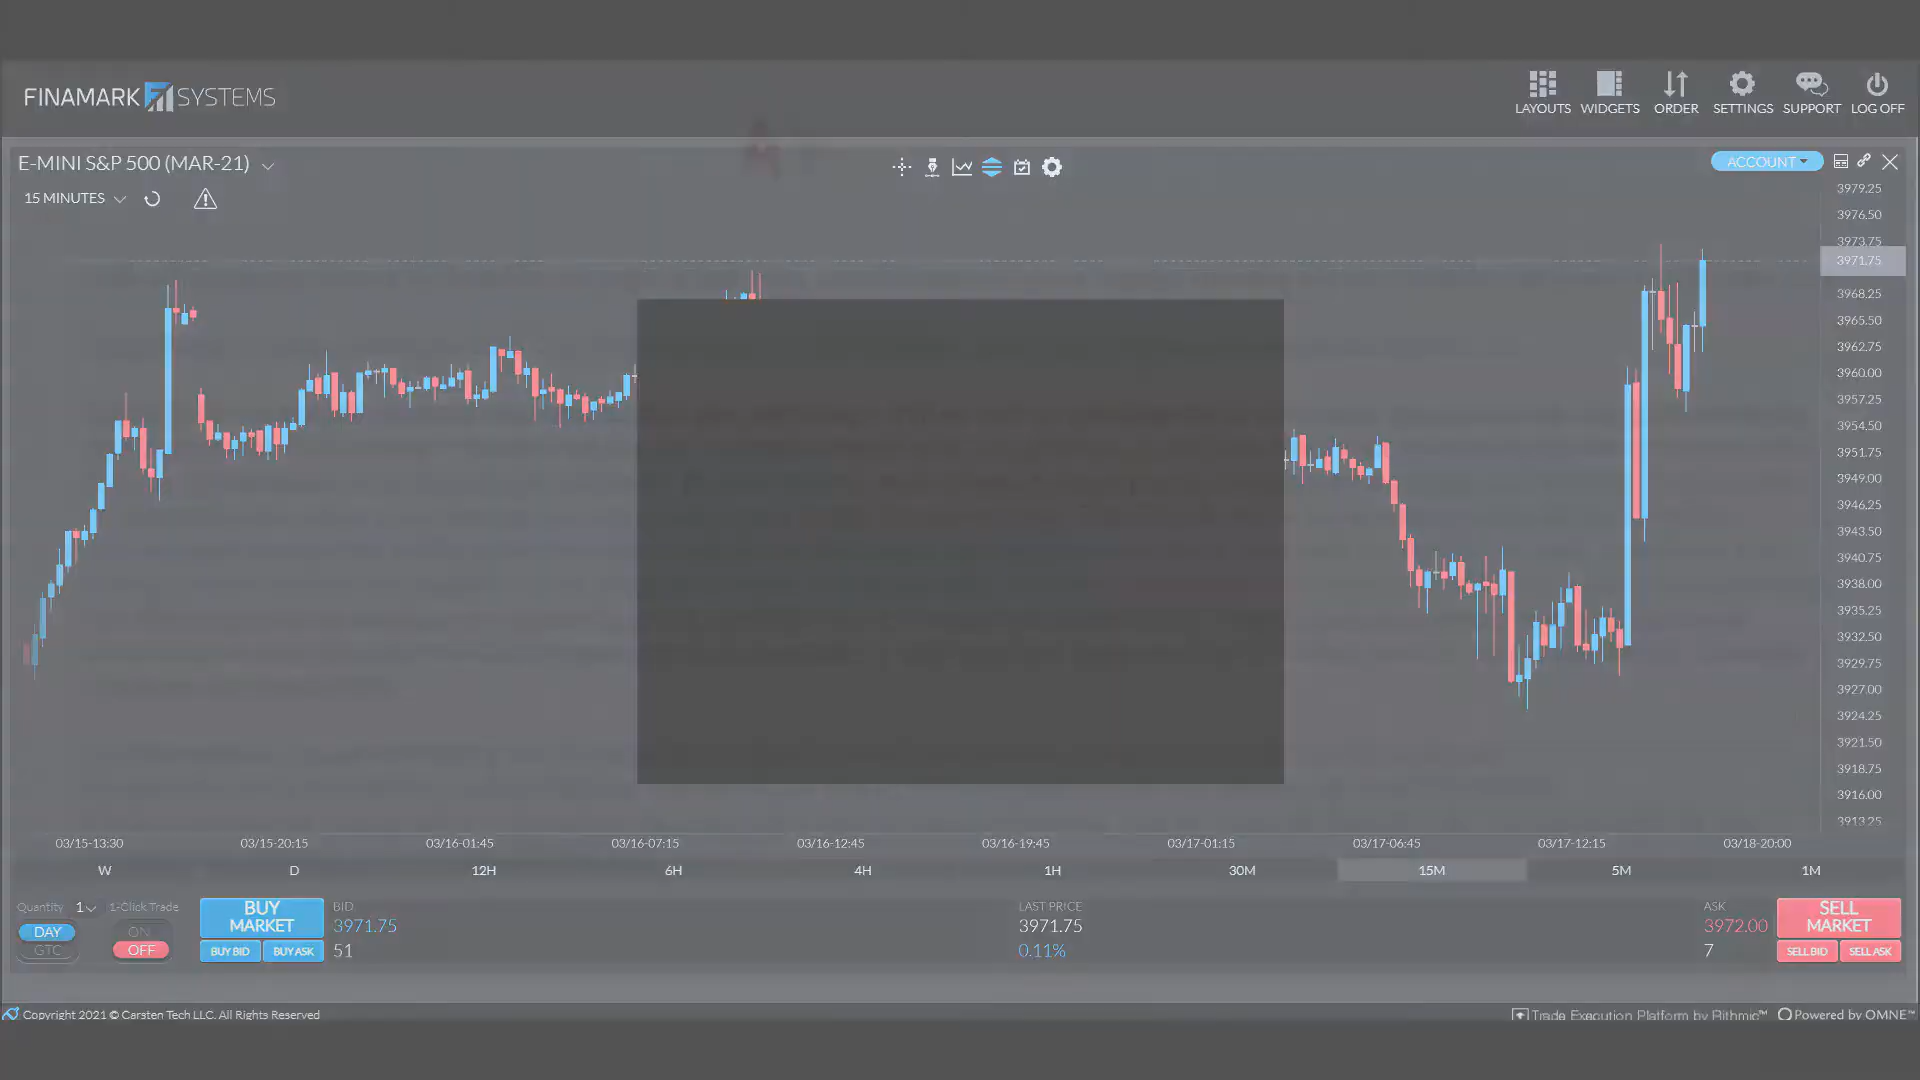 FINAMARK SYSTEMS
LAYOUTS WIDGETS ORDER SETTINGS SUPPORT LOG OFF
E-MINI S&P 500 (MAR-21)
ACCOUNT
15 MINUTES
3979.25
3976.50
3973.75
3971.75
3968.25
3965.50
3962.75
3960.00
3957.25
3954.50
3951.75
3949.00
3946.25
3943.50
3940.75
3938.00
3935.25
3932.50
3929.75
3927.00
3924.25
3921.50
3918.75
3916.00
3913.25
03/15-13:30 03/15-20:15 03/16-01:45 03/16-07:15 03/16-12:45 03/16-19:45 03/17-01:15 03/17-06:45 03/17-12:15 03/18-20:00
W D 12H 6H 4H 1H 30M 15M 5M 1M
Quantity 1 1-Click Trade
DAY
GTC
ON
OFF
BUY
MARKET
BUY BID BUY ASK
BID
3971.75
51
LAST PRICE
3971.75
0.11%
ASK
3972.00
7
SELL
MARKET
SELL BID SELL ASK
Copyright 2021 © Carsten Tech LLC. All Rights Reserved
Trade Execution Platform by Rithmic™ Powered by OMNE™